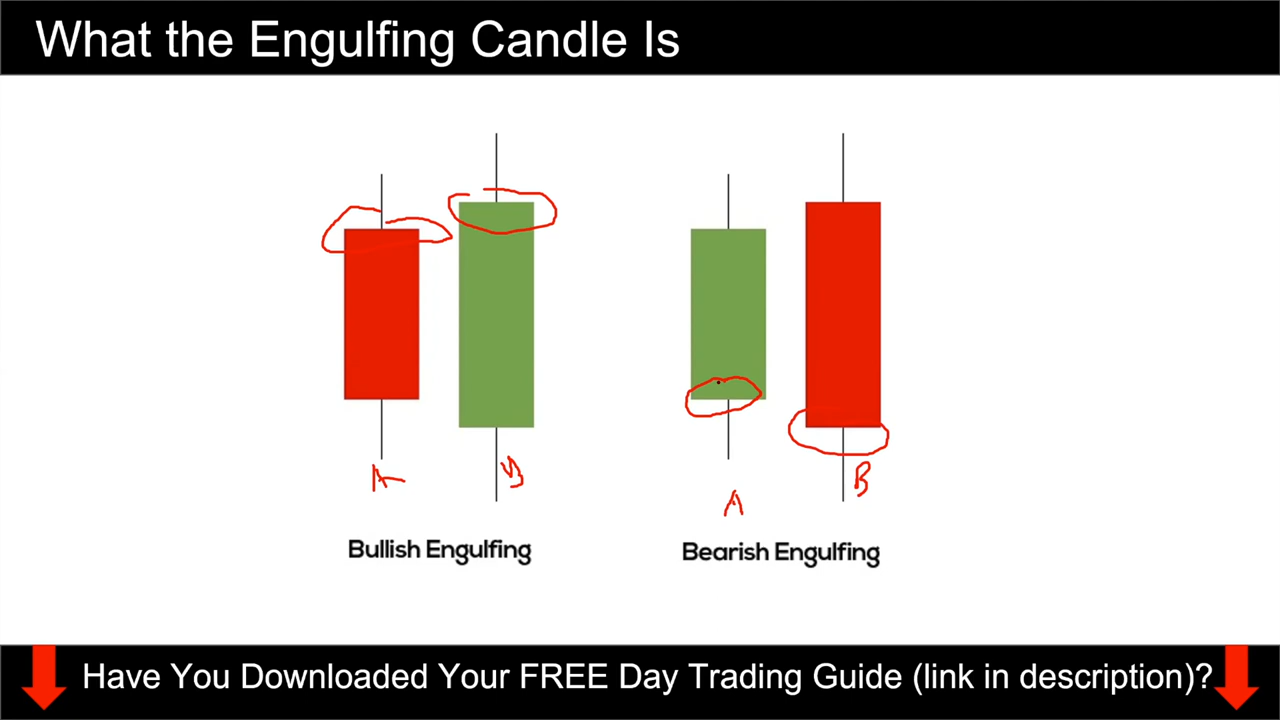 What the Engulfing Candle Is
A B
A B
Bullish Engulfing
Bearish Engulfing
Have You Downloaded Your FREE Day Trading Guide (link in description)?